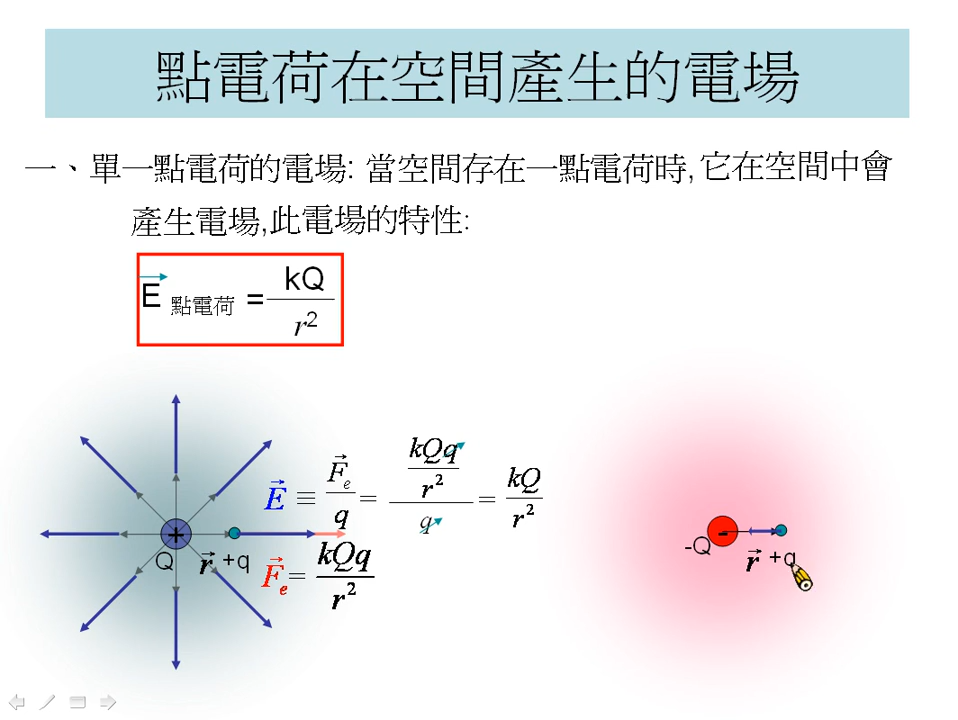 點電荷在空間產生的電場
一、單一點電荷的電場: 當空間存在一點電荷時, 它在空間中會
產生電場,此電場的特性:
E 點電荷 = kQ / r²
E ≡ Fe / q = (kQq / r²) / q = kQ / r²
+
Q r +q
Fe = kQq / r²
-
-Q r +q